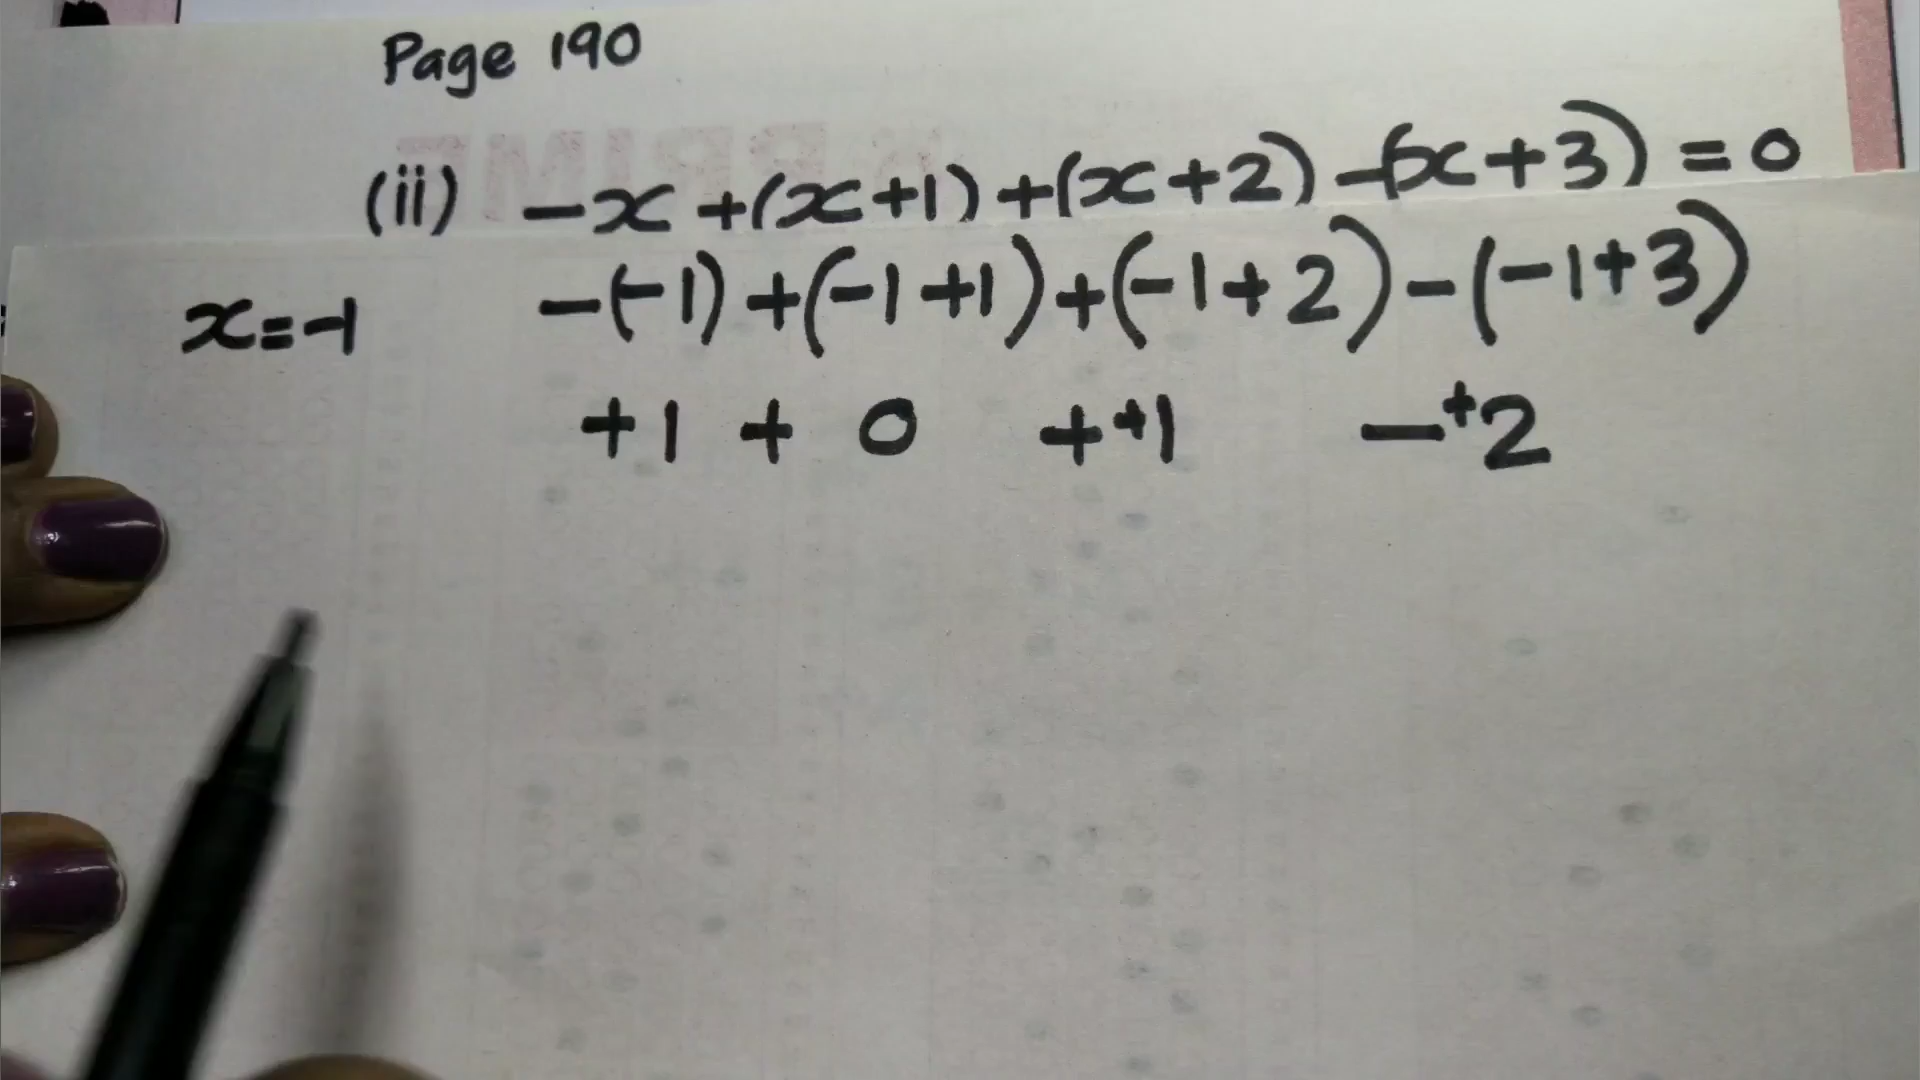 Page 190
(ii) -x +(x+1) +(x+2) -(x+3) = 0
x=-1 -(-1) +(-1+1)+(-1+2)-(-1+3)
+1 + 0 ++1 -+2